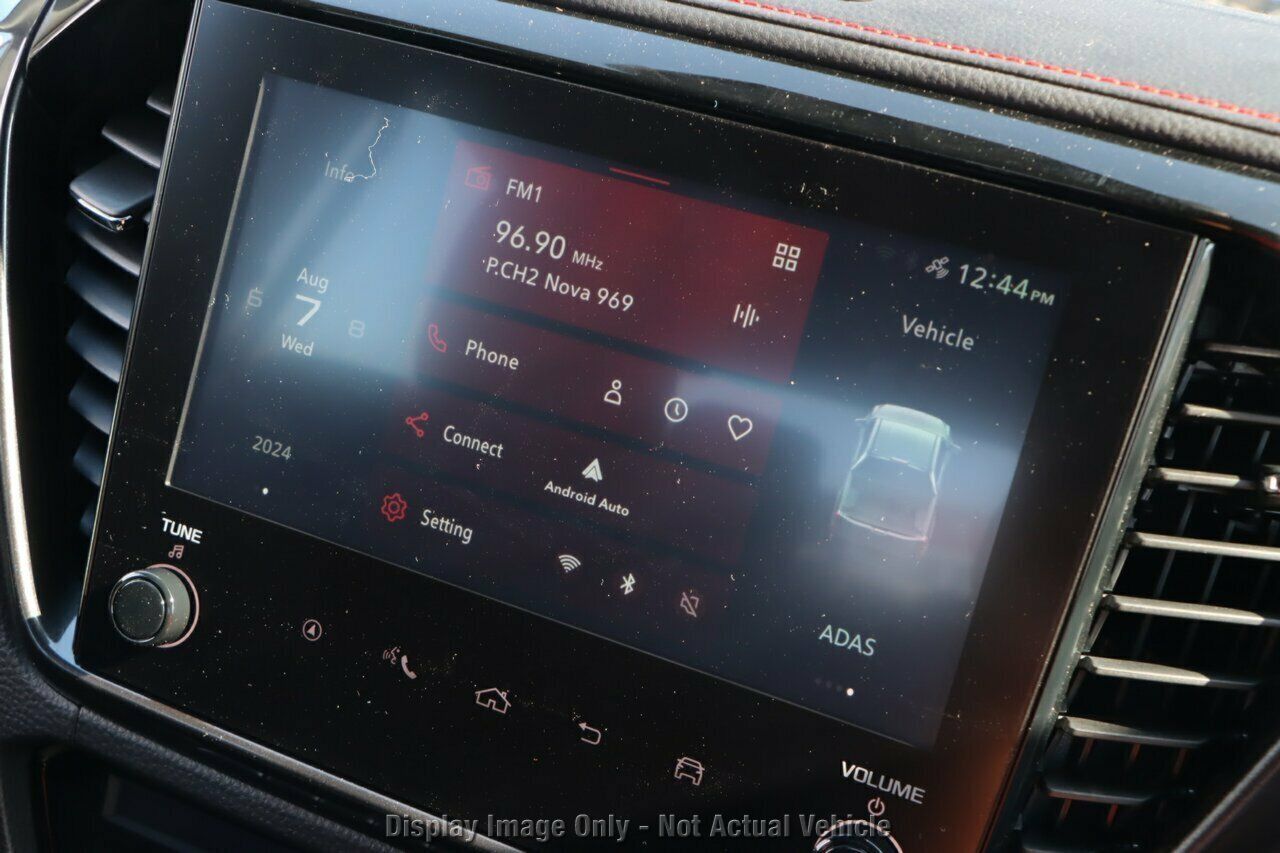 Info
Aug
6 7 8
Wed
2024
FM1
96.90 MHz
P.CH2 Nova 969
Phone
Connect
Android Auto
Setting
12:44 PM
Vehicle
ADAS
TUNE
VOLUME
Display Image Only - Not Actual Vehicle